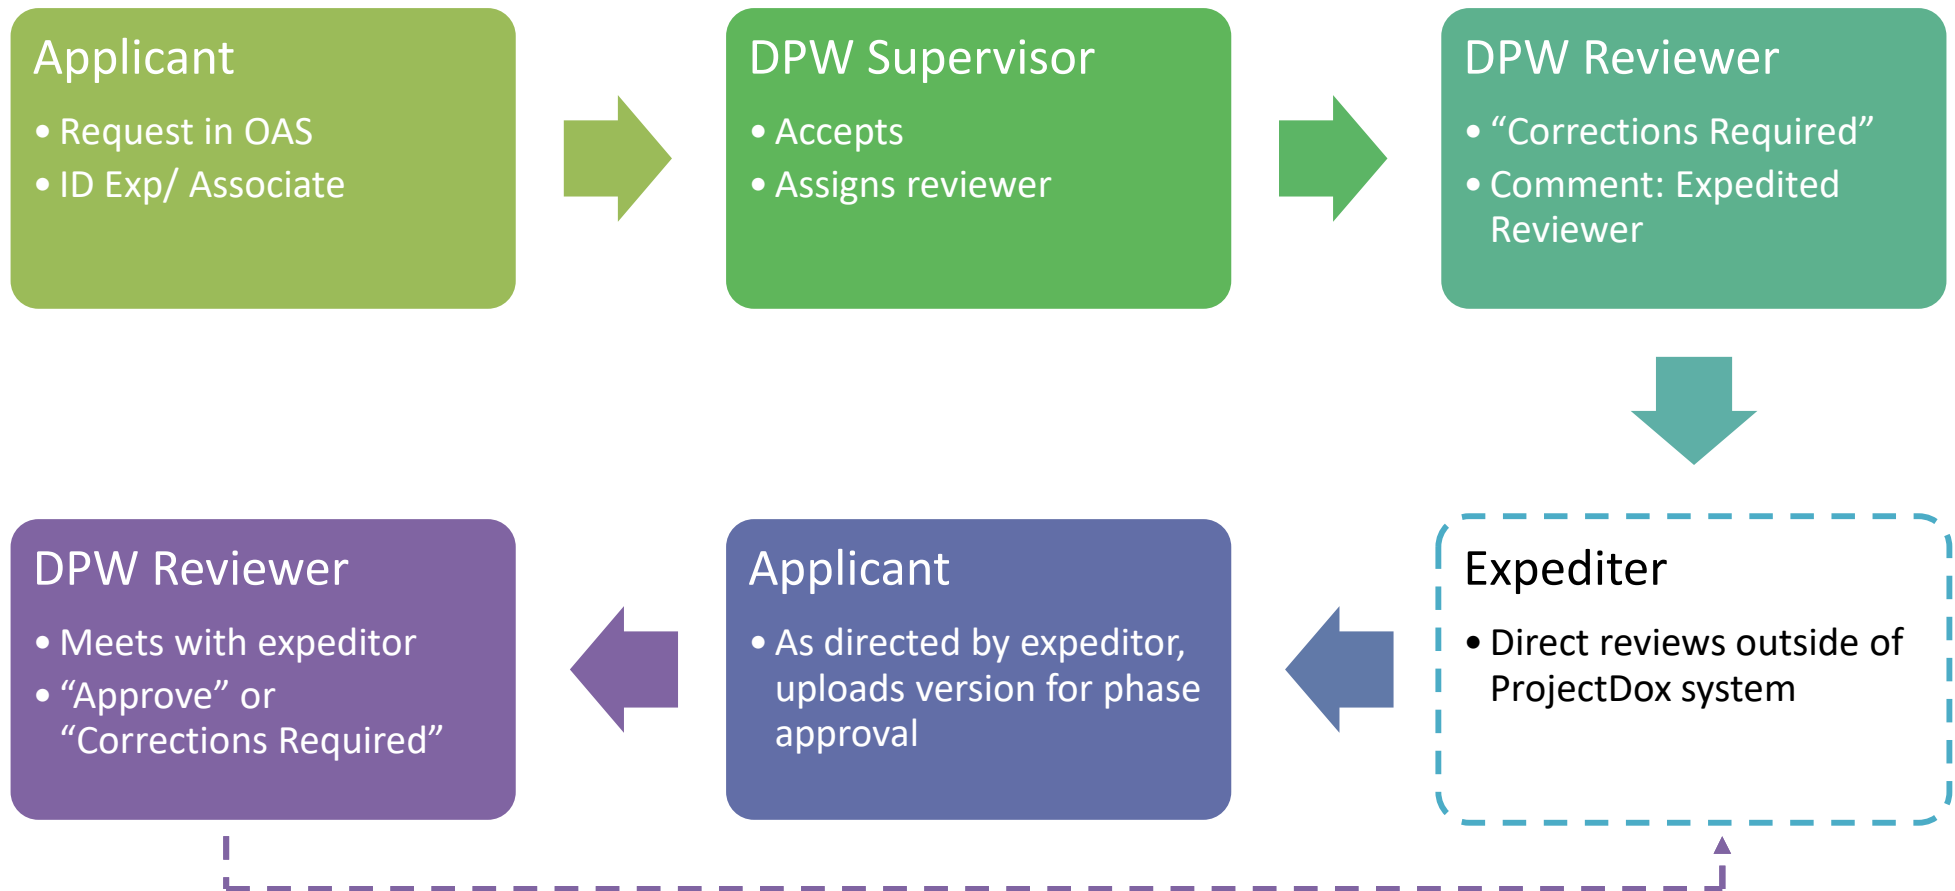 Applicant
• Request in OAS
• ID Exp/ Associate
DPW Supervisor
• Accepts
• Assigns reviewer
DPW Reviewer
• “Corrections Required”
• Comment: Expedited
Reviewer
Expediter
• Direct reviews outside of
ProjectDox system
Applicant
• As directed by expeditor,
uploads version for phase
approval
DPW Reviewer
• Meets with expeditor
• “Approve” or
“Corrections Required”